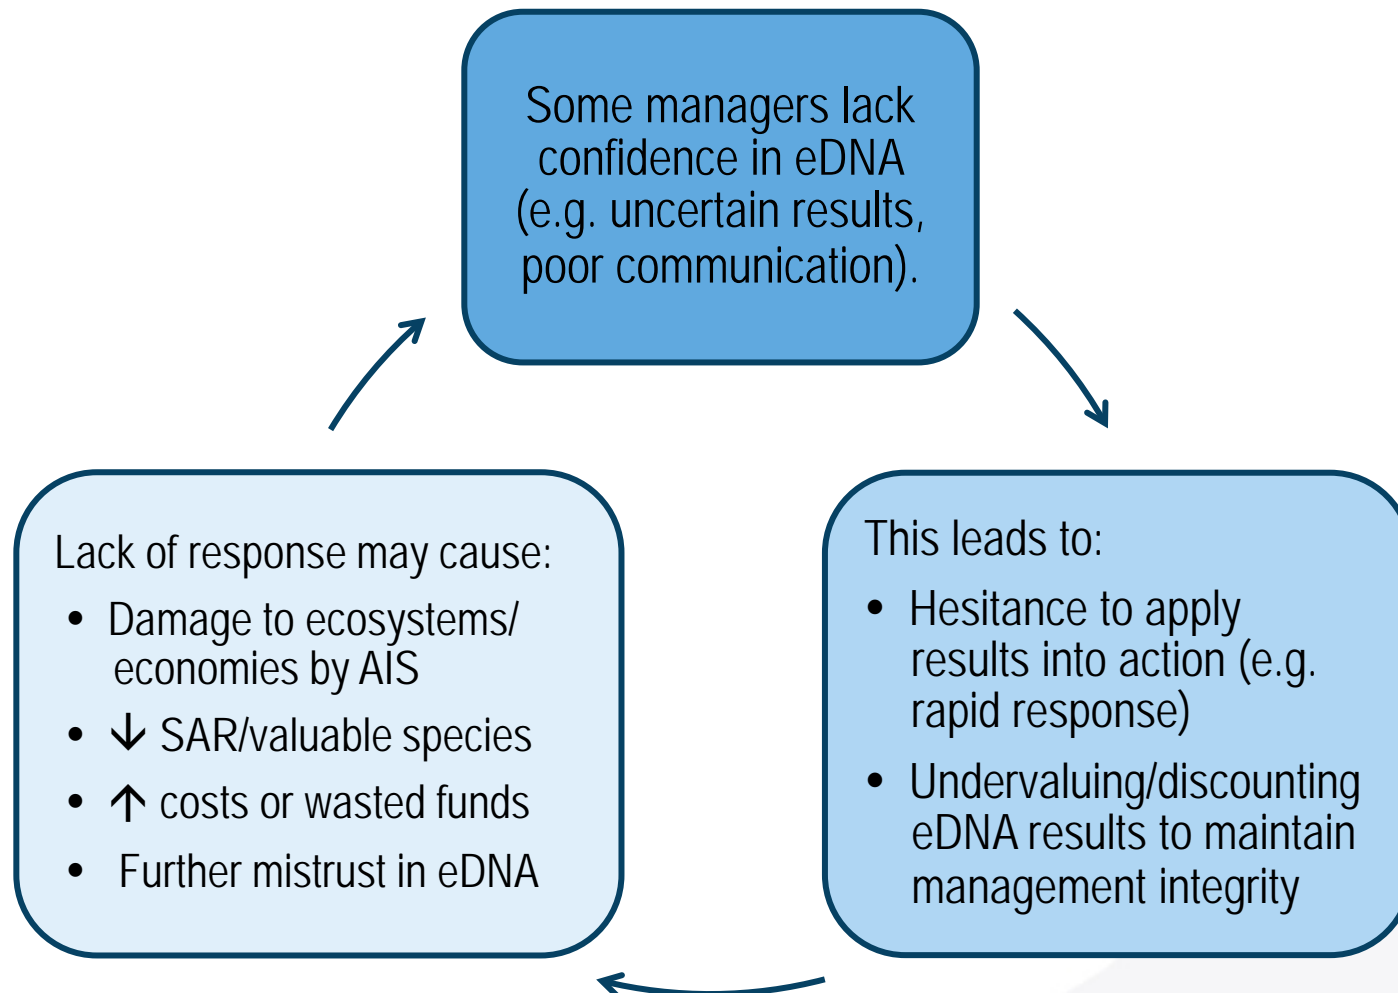 Some managers lack
confidence in eDNA
(e.g. uncertain results,
poor communication).
This leads to:
• Hesitance to apply
results into action (e.g.
rapid response)
• Undervaluing/discounting
eDNA results to maintain
management integrity
Lack of response may cause:
• Damage to ecosystems/
economies by AIS
• ↓ SAR/valuable species
• ↑ costs or wasted funds
• Further mistrust in eDNA